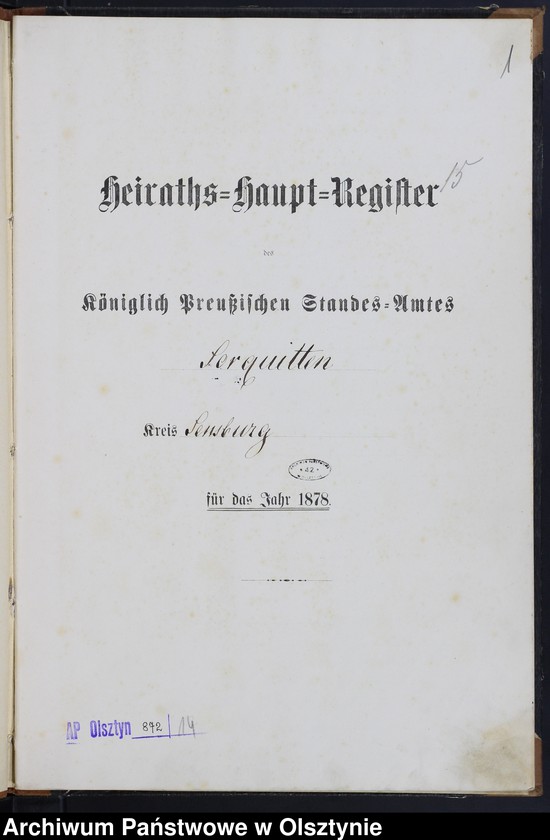 1
Heiraths=Haupt=Register
15
des
Königlich Preußischen Standes=Amtes
Serquitten
Kreis Sensburg
42
für das Jahr 1878.
AP Olsztyn 892/14
Archiwum Państwowe w Olsztynie